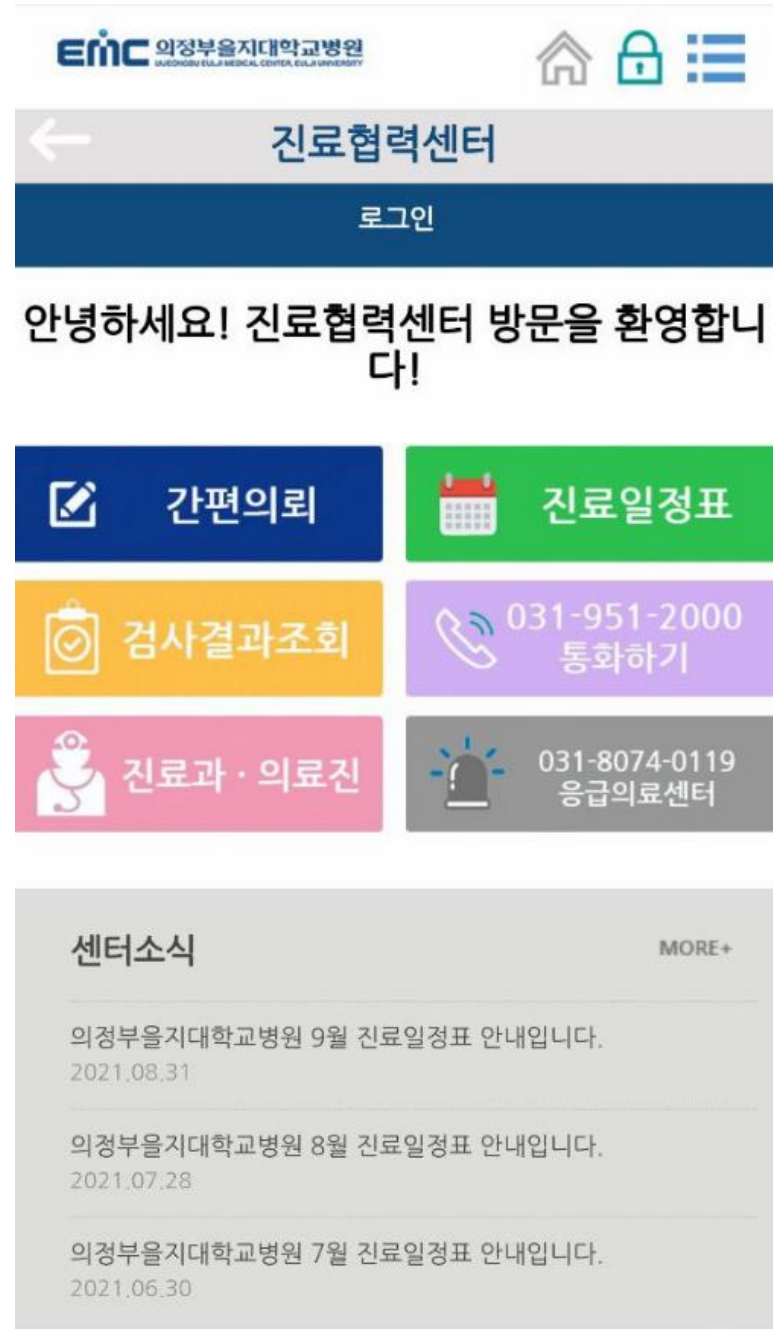 EMC 의정부을지대학교병원
UIJEONGBU EULJI MEDICAL CENTER, EULJI UNIVERSITY
진료협력센터
로그인
안녕하세요! 진료협력센터 방문을 환영합니
다!
간편의뢰
진료일정표
검사결과조회
031-951-2000
통화하기
진료과 · 의료진
031-8074-0119
응급의료센터
센터소식
MORE+
의정부을지대학교병원 9월 진료일정표 안내입니다.
2021.08.31
의정부을지대학교병원 8월 진료일정표 안내입니다.
2021.07.28
의정부을지대학교병원 7월 진료일정표 안내입니다.
2021.06.30